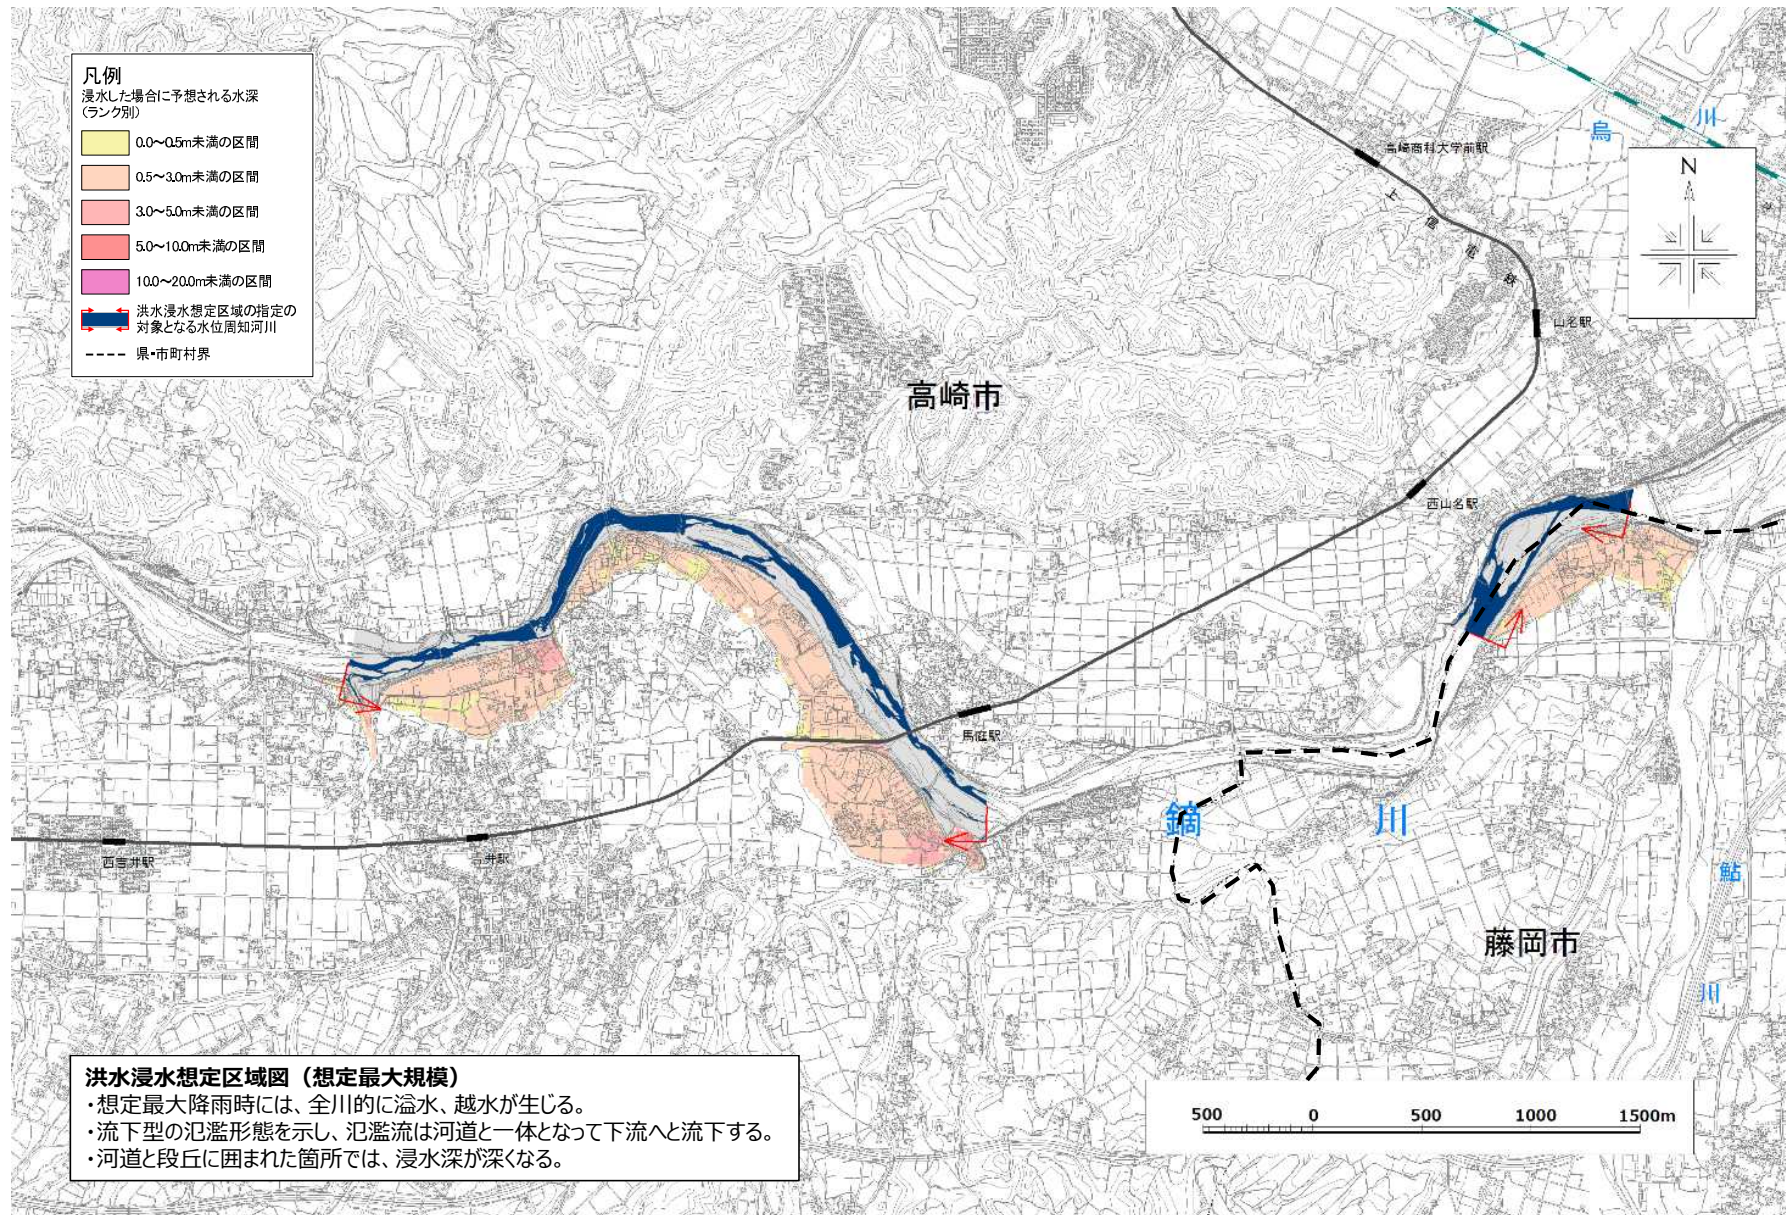 凡例
浸水した場合に予想される水深
(ランク別)
0.0～0.5m未満の区間
0.5～3.0m未満の区間
3.0～5.0m未満の区間
5.0～10.0m未満の区間
10.0～20.0m未満の区間
洪水浸水想定区域の指定の
対象となる水位周知河川
県・市町村界
烏川
高崎商科大学前駅
N
上信電鉄
山名駅
高崎市
西山名駅
馬庭駅
鏑川
西吉井駅
吉井駅
鮎川
藤岡市
洪水浸水想定区域図（想定最大規模）
・想定最大降雨時には、全川的に溢水、越水が生じる。
・流下型の氾濫形態を示し、氾濫流は河道と一体となって下流へと流下する。
・河道と段丘に囲まれた箇所では、浸水深が深くなる。
500 0 500 1000 1500m